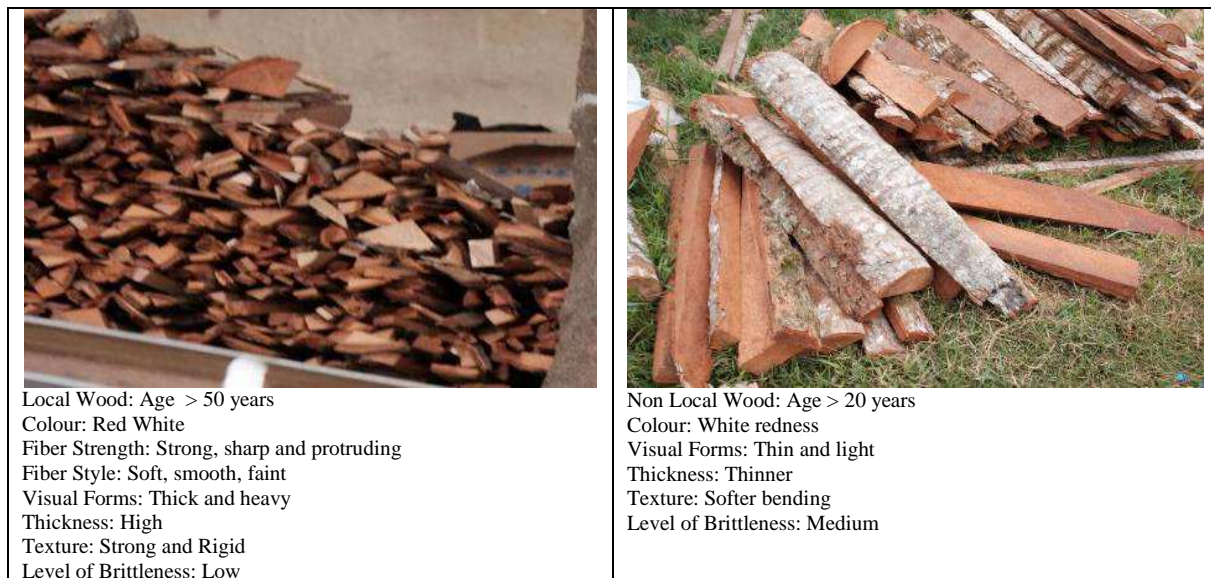 Local Wood: Age > 50 years
Colour: Red White
Fiber Strength: Strong, sharp and protruding
Fiber Style: Soft, smooth, faint
Visual Forms: Thick and heavy
Thickness: High
Texture: Strong and Rigid
Level of Brittleness: Low
Non Local Wood: Age > 20 years
Colour: White redness
Visual Forms: Thin and light
Thickness: Thinner
Texture: Softer bending
Level of Brittleness: Medium